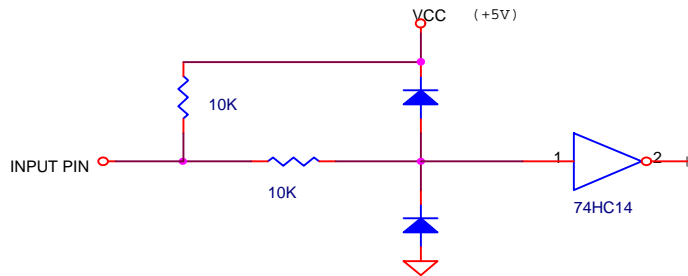 VCC (+5V)
10K
INPUT PIN
10K
1
2
74HC14